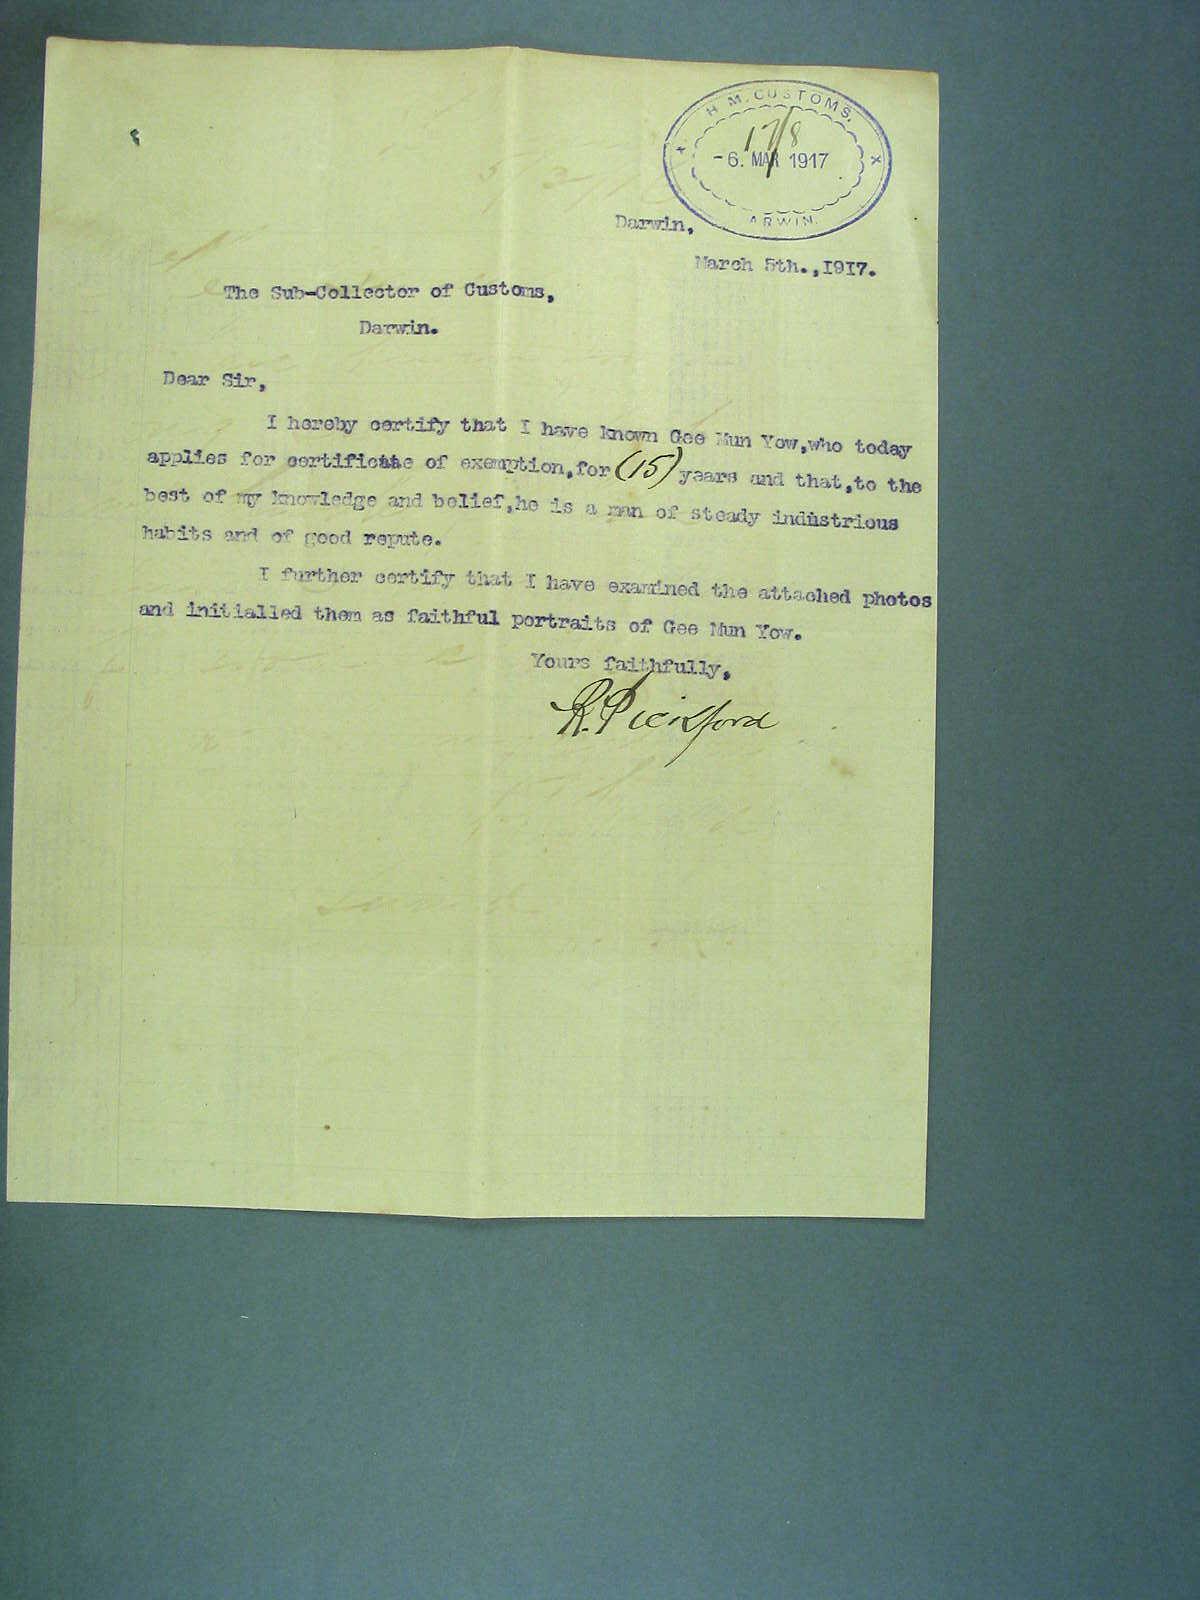 H. M. CUSTOMS.
17/8
-6. MAR 1917
ARWIN.
Darwin,
March 5th.,1917.
The Sub-Collector of Customs,
Darwin.
Dear Sir,
I hereby certify that I have known Gee Mun Yow,who today
applies for certificate of exemption,for (15) years and that,to the
best of my knowledge and belief,he is a man of steady industrious
habits and of good repute.
I further certify that I have examined the attached photos
and initialled them as faithful portraits of Gee Mun Yow.
Yours faithfully,
R. Pickford